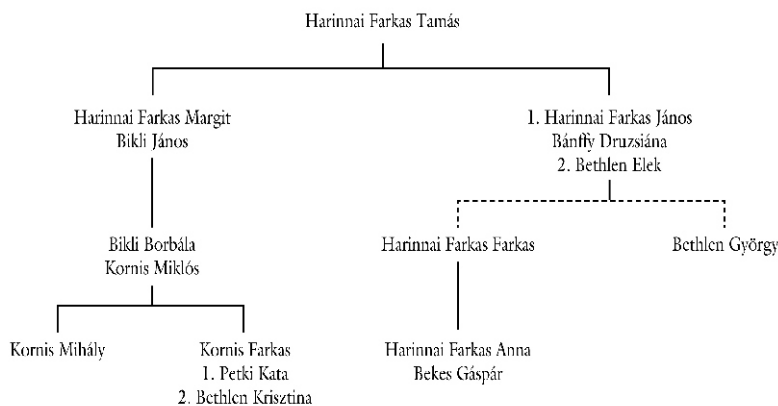 Harinnai Farkas Tamás
Harinnai Farkas Margit
Bikli János
1. Harinnai Farkas János
Bánffy Druzsiána
2. Bethlen Elek
Bikli Borbála
Kornis Miklós
Harinnai Farkas Farkas
Bethlen György
Kornis Mihály
Kornis Farkas
1. Petki Kata
2. Bethlen Krisztina
Harinnai Farkas Anna
Bekes Gáspár